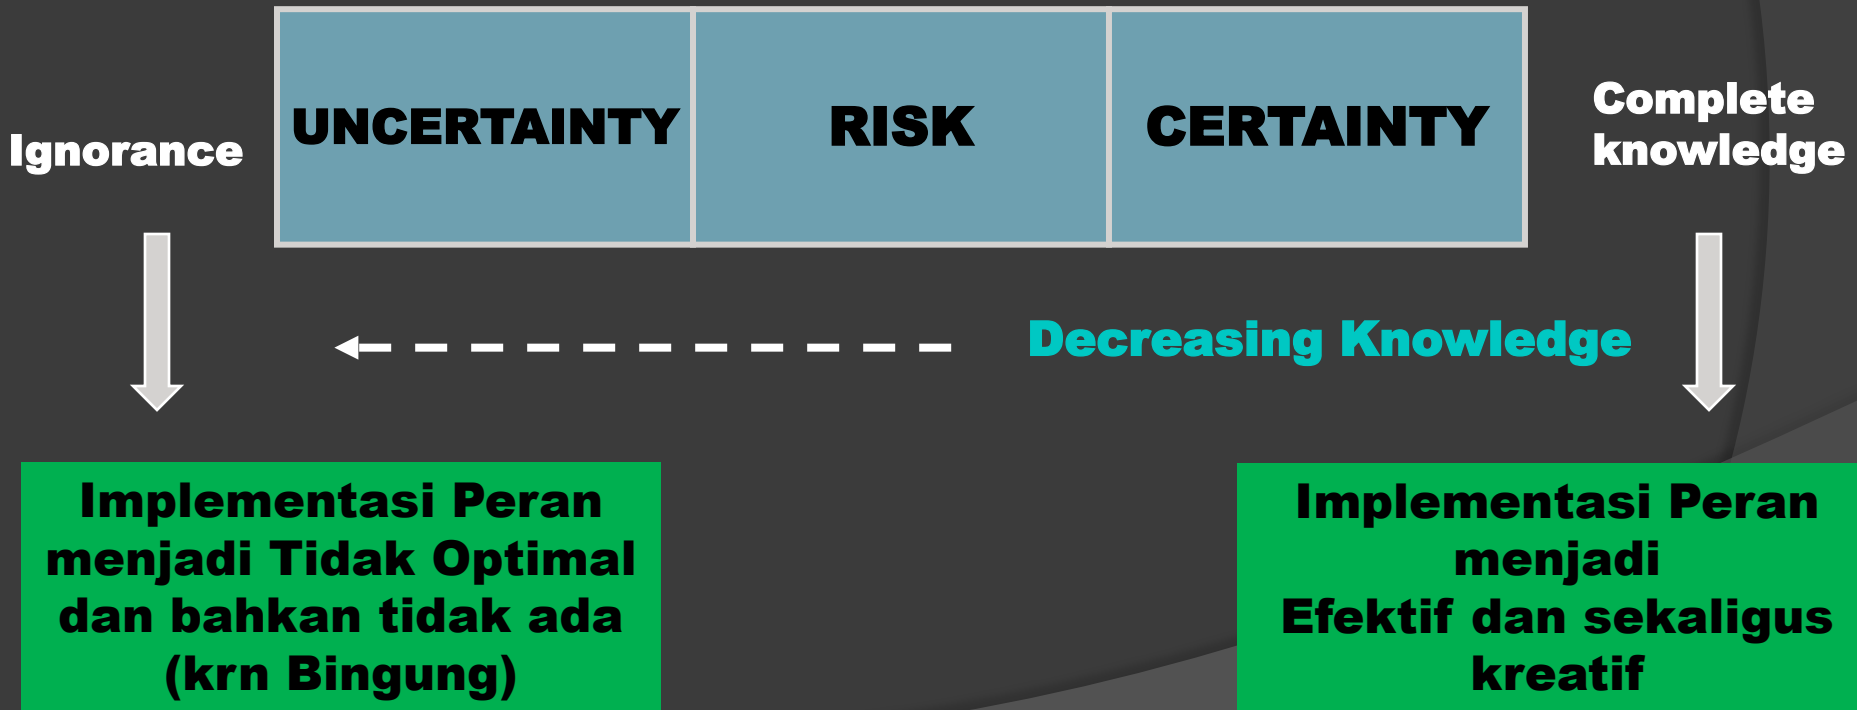 Ignorance
UNCERTAINTY
RISK
CERTAINTY
Complete
knowledge
Decreasing Knowledge
Implementasi Peran
menjadi Tidak Optimal
dan bahkan tidak ada
(krn Bingung)
Implementasi Peran
menjadi
Efektif dan sekaligus
kreatif